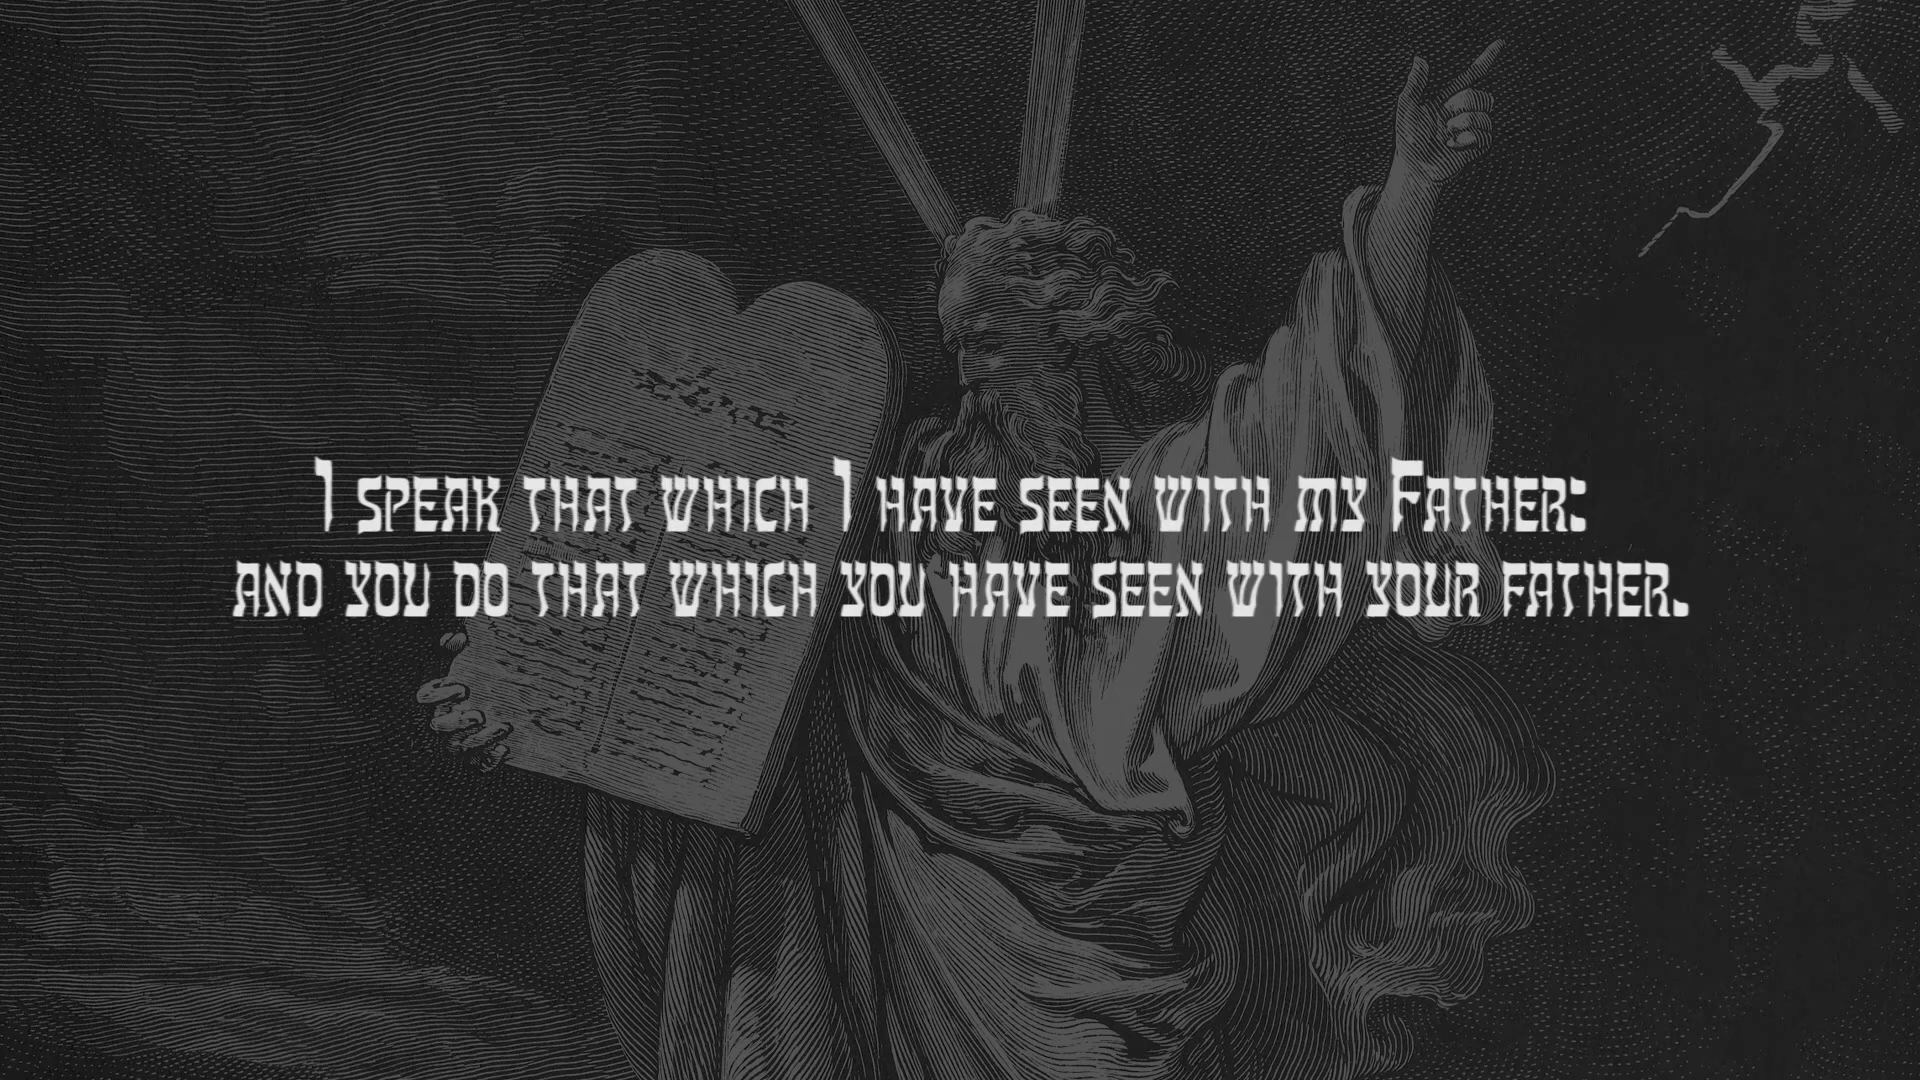 I speak that which I have seen with my Father:
and you do that which you have seen with your father.